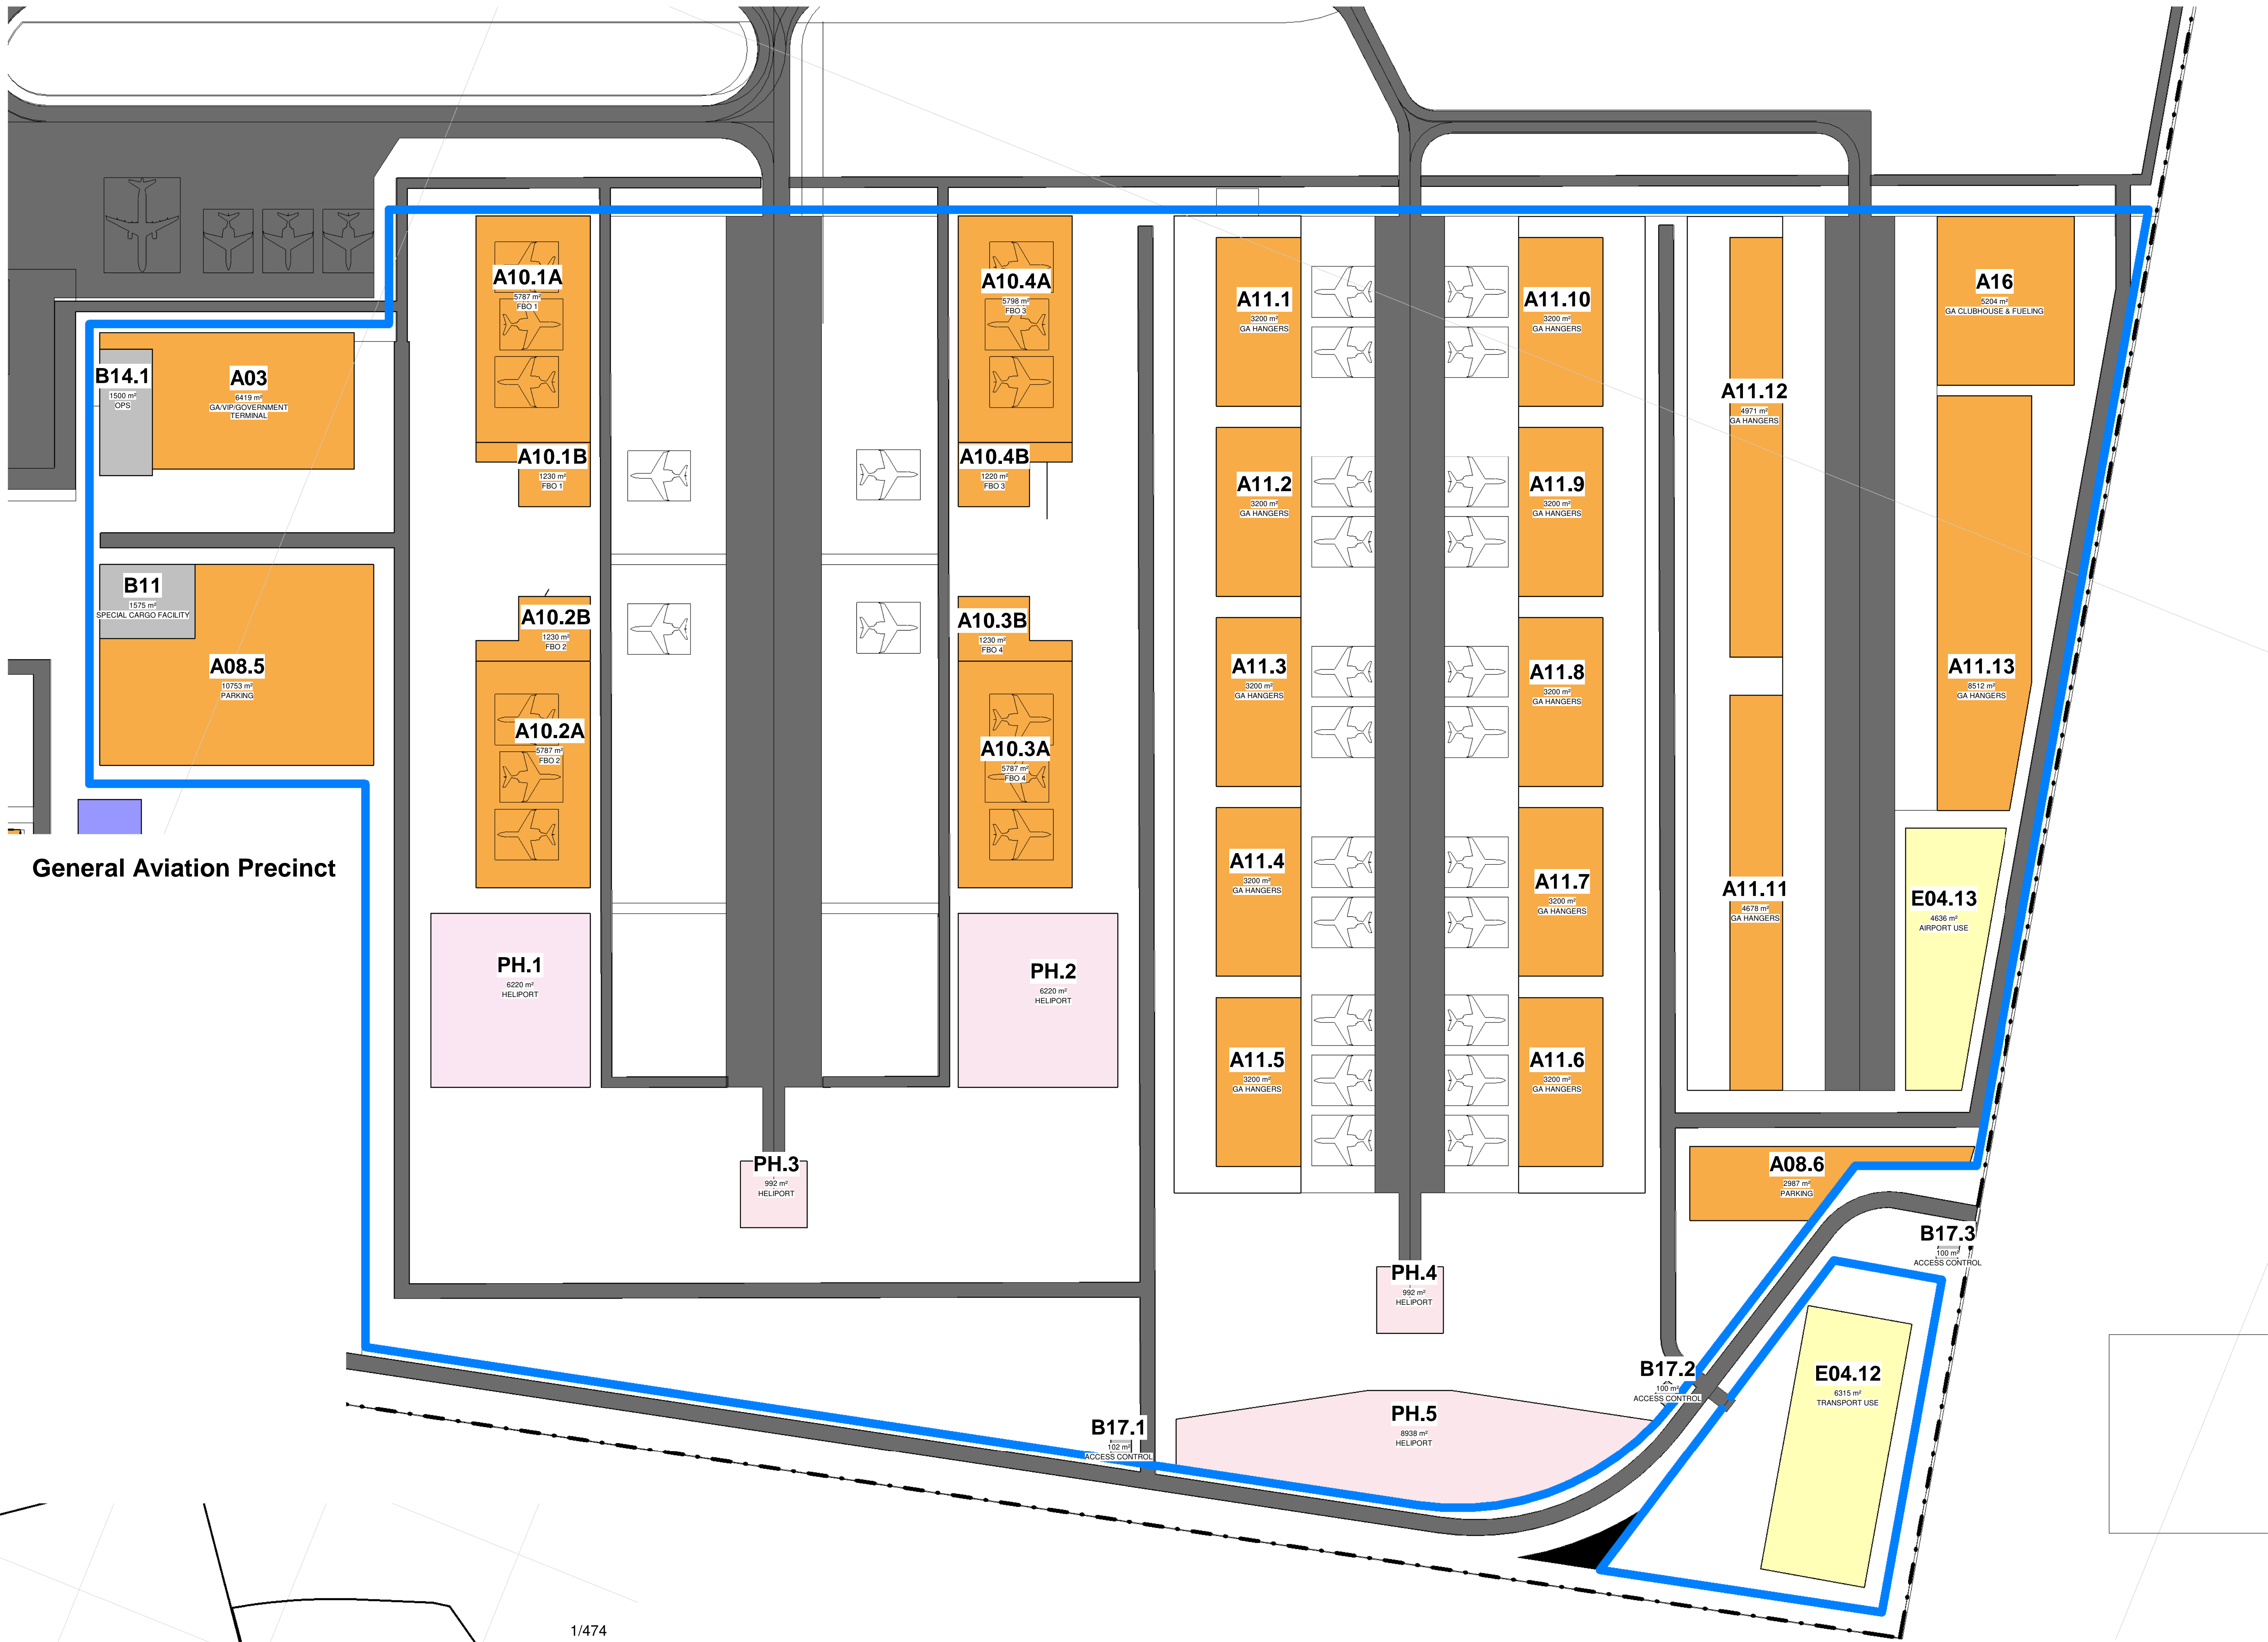 A10.1A
5787 m²
FBO 1
A10.4A
5798 m²
FBO 3
A11.1
3200 m²
GA HANGERS
A11.10
3200 m²
GA HANGERS
A16
5204 m²
GA CLUBHOUSE & FUELING
B14.1
1500 m²
OPS
A03
6419 m²
GA/VIP/GOVERNMENT
TERMINAL
A11.12
4971 m²
GA HANGERS
A10.1B
1230 m²
FBO 1
A10.4B
1220 m²
FBO 3
A11.2
3200 m²
GA HANGERS
A11.9
3200 m²
GA HANGERS
B11
1575 m²
SPECIAL CARGO FACILITY
A10.2B
1230 m²
FBO 2
A10.3B
1230 m²
FBO 4
A08.5
10753 m²
PARKING
A11.3
3200 m²
GA HANGERS
A11.8
3200 m²
GA HANGERS
A11.13
8512 m²
GA HANGERS
A10.2A
5787 m²
FBO 2
A10.3A
5787 m²
FBO 4
General Aviation Precinct
A11.4
3200 m²
GA HANGERS
A11.7
3200 m²
GA HANGERS
A11.11
4678 m²
GA HANGERS
E04.13
4636 m²
AIRPORT USE
PH.1
6220 m²
HELIPORT
PH.2
6220 m²
HELIPORT
A11.5
3200 m²
GA HANGERS
A11.6
3200 m²
GA HANGERS
PH.3
992 m²
HELIPORT
A08.6
2987 m²
PARKING
B17.3
100 m²
ACCESS CONTROL
PH.4
992 m²
HELIPORT
B17.2
100 m²
ACCESS CONTROL
E04.12
6315 m²
TRANSPORT USE
B17.1
102 m²
ACCESS CONTROL
PH.5
8938 m²
HELIPORT
1/474